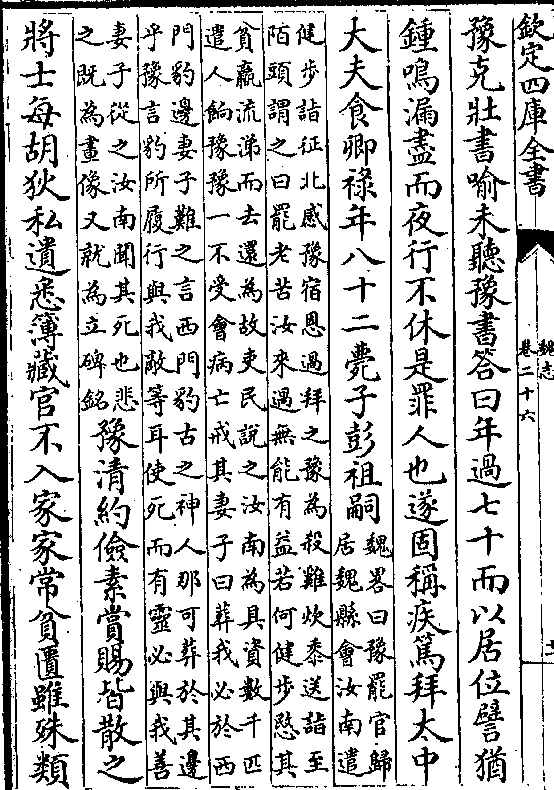 欽定四庫全書
魏志
卷二十六
豫克壯書喻未聽豫書答曰年過七十而以居位譬猶
鍾鳴漏盡而夜行不休是罪人也遂固稱疾篤拜太中
大夫食卿祿年八十二薨子彭祖嗣
魏畧曰豫罷官歸
居魏縣會汝南遣
健步詣征北感豫宿恩過拜之豫為殺雞炊黍送詣至
陌頭謂之曰罷老苦汝來過無能有益若何健步愍其
貧羸流涕而去還為故吏民說之汝南為具資數千匹
遣人餉豫豫一不受會病亡戒其妻子曰葬我必於西
門豹邊妻子難之言西門豹古之神人那可葬於其邊
乎豫言豹所履行與我敵等耳使死而有靈必與我善
妻子從之汝南聞其死也悲
之既為畫像又就為立碑銘
豫清約儉素賞賜皆散之
將士每胡狄私遺悉簿藏官不入家家常貧匱雖殊類